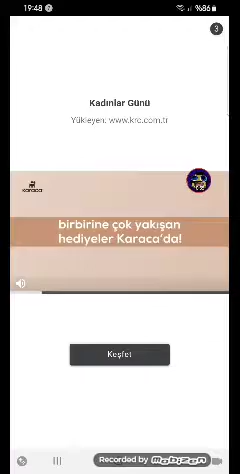 19:48
%86
3
Kadınlar Günü
Yükleyen: www.krc.com.tr
karaca
birbirine çok yakışan
hediyeler Karaca'da!
Keşfet
Recorded by mobizen